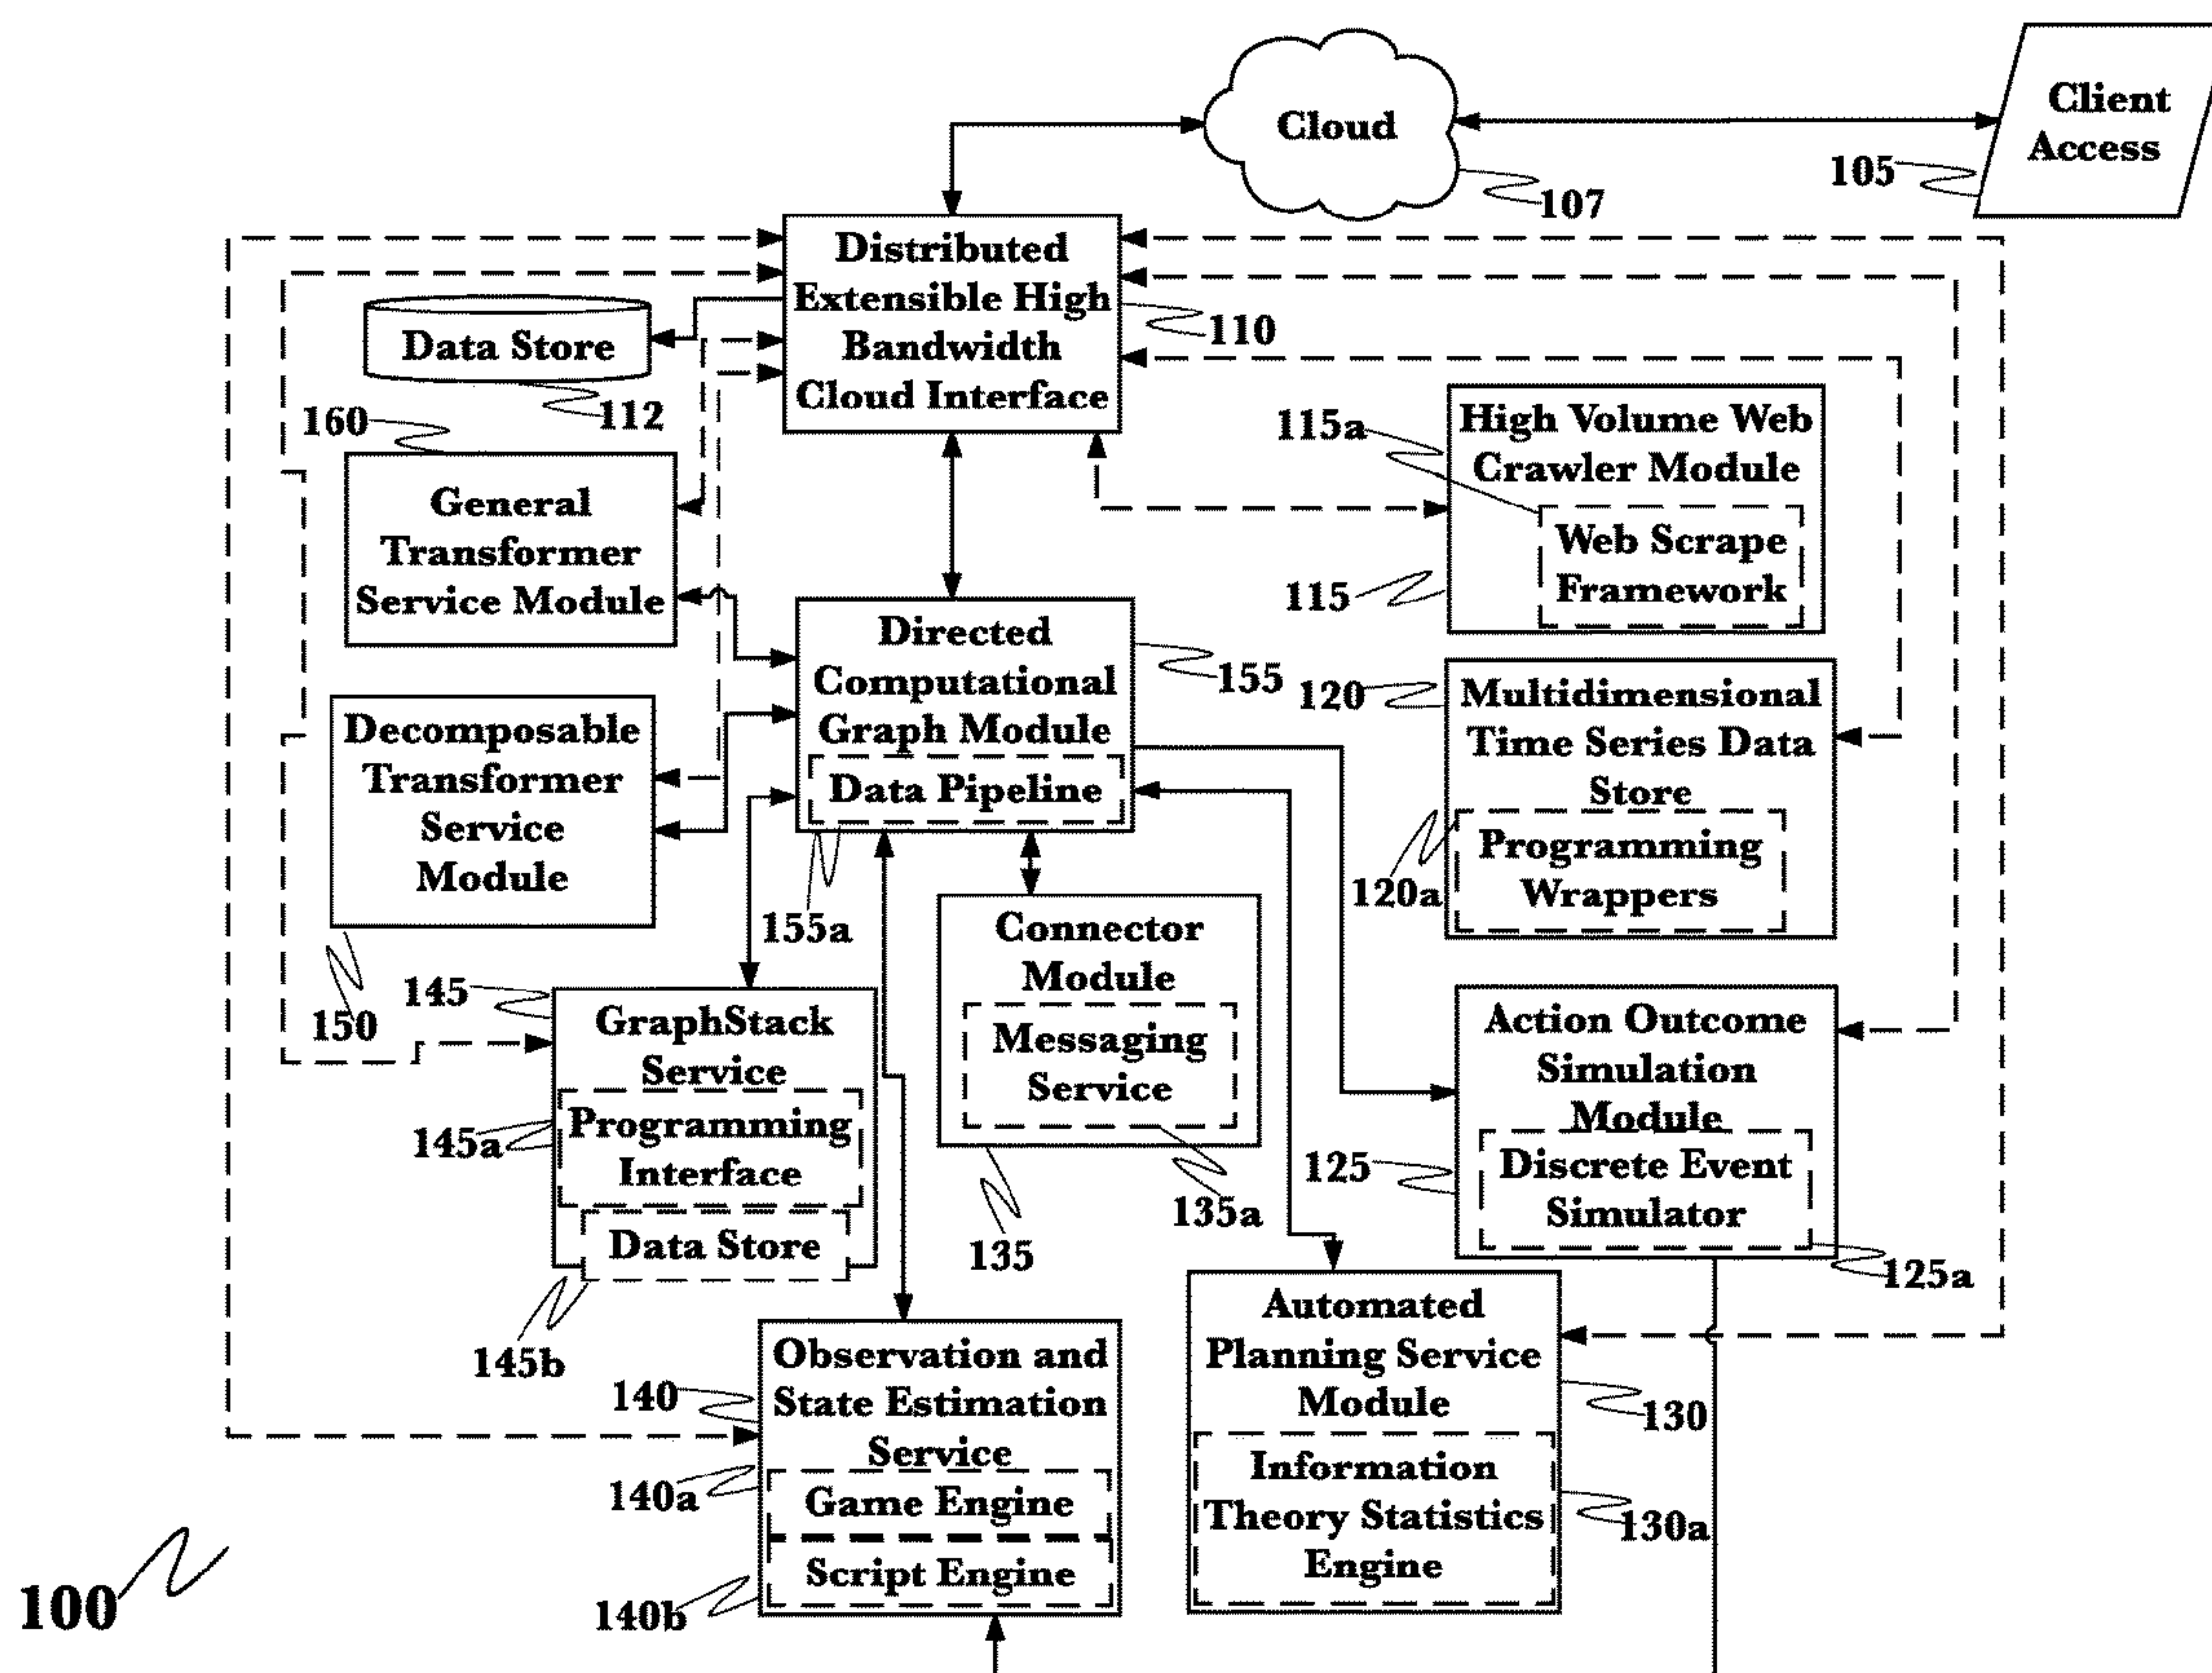 Cloud
107
Client
Access
105
Distributed
Extensible High
Bandwidth
Cloud Interface
110
Data Store
112
160
General
Transformer
Service Module
115a
High Volume Web
Crawler Module
Web Scrape
Framework
115
Directed
Computational
Graph Module
Data Pipeline
155
155a
120
Multidimensional
Time Series Data
Store
Programming
Wrappers
120a
Decomposable
Transformer
Service
Module
150
Connector
Module
Messaging
Service
135a
135
145
GraphStack
Service
145a
Programming
Interface
Data Store
145b
Action Outcome
Simulation
Module
125
Discrete Event
Simulator
125a
140
Observation and
State Estimation
Service
140a
Game Engine
140b
Script Engine
Automated
Planning Service
Module
130
Information
Theory Statistics
Engine
130a
100